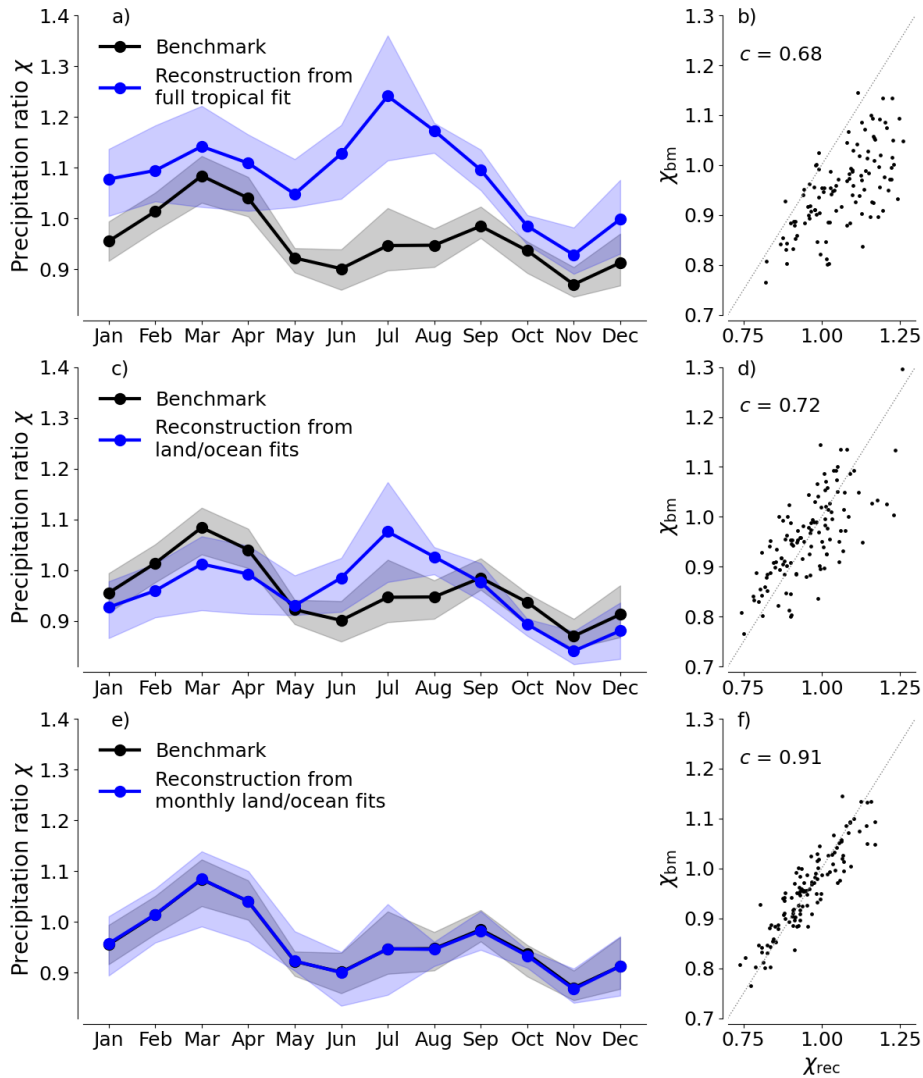 a)
Benchmark
Reconstruction from
full tropical fit
Precipitation ratio χ
1.4
1.3
1.2
1.1
1.0
0.9
Jan Feb Mar Apr May Jun Jul Aug Sep Oct Nov Dec
b)
c = 0.68
χbm
1.3
1.2
1.1
1.0
0.9
0.8
0.7
0.75 1.00 1.25
c)
Benchmark
Reconstruction from
land/ocean fits
Precipitation ratio χ
1.4
1.3
1.2
1.1
1.0
0.9
Jan Feb Mar Apr May Jun Jul Aug Sep Oct Nov Dec
d)
c = 0.72
χbm
1.3
1.2
1.1
1.0
0.9
0.8
0.7
0.75 1.00 1.25
e)
Benchmark
Reconstruction from
monthly land/ocean fits
Precipitation ratio χ
1.4
1.3
1.2
1.1
1.0
0.9
Jan Feb Mar Apr May Jun Jul Aug Sep Oct Nov Dec
f)
c = 0.91
χbm
1.3
1.2
1.1
1.0
0.9
0.8
0.7
0.75 1.00 1.25
χrec